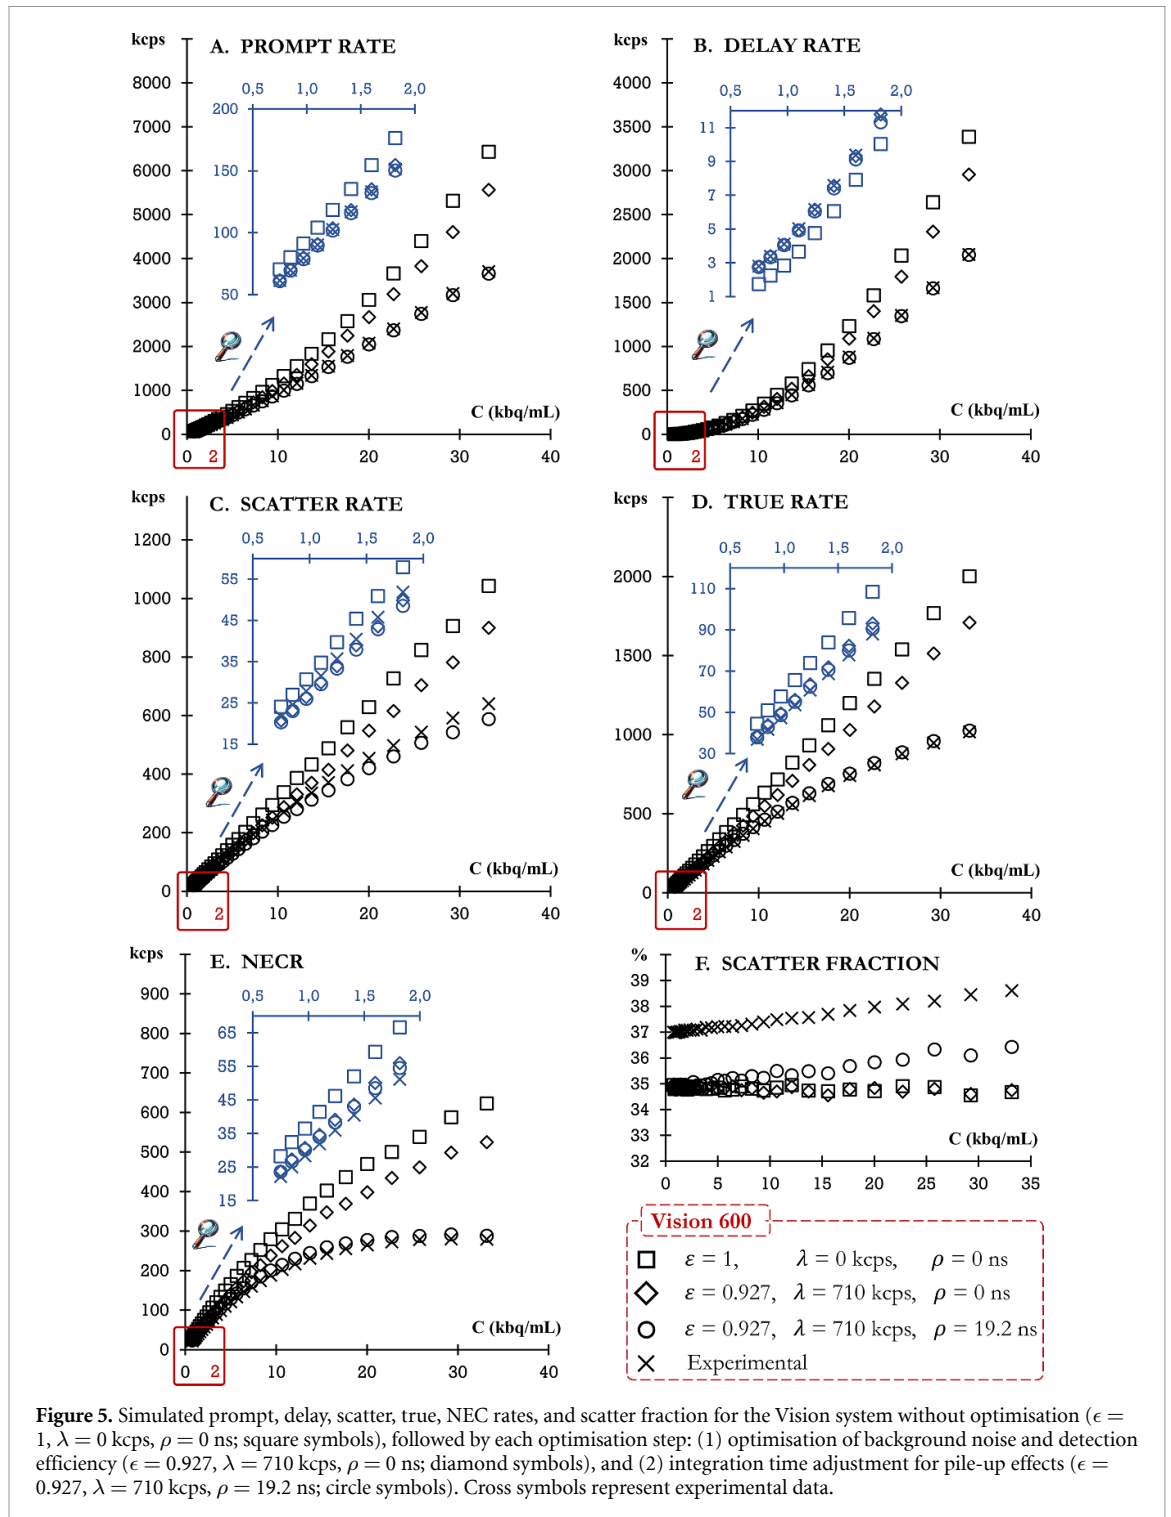 kcps
A. PROMPT RATE
0,5 1,0 1,5 2,0
200
150
100
50
8000
7000
6000
5000
4000
3000
2000
1000
0
C (kbq/mL)
0 2 10 20 30 40
kcps
B. DELAY RATE
0,5 1,0 1,5 2,0
11
9
7
5
3
1
4000
3500
3000
2500
2000
1500
1000
500
0
C (kbq/mL)
0 2 10 20 30 40
kcps
C. SCATTER RATE
0,5 1,0 1,5 2,0
55
45
35
25
15
1200
1000
800
600
400
200
0
C (kbq/mL)
0 2 10 20 30 40
kcps
D. TRUE RATE
0,5 1,0 1,5 2,0
110
90
70
50
30
2000
1500
1000
500
0
C (kbq/mL)
0 2 10 20 30 40
kcps
E. NECR
0,5 1,0 1,5 2,0
65
55
45
35
25
15
900
800
700
600
500
400
300
200
100
0
C (kbq/mL)
0 2 10 20 30 40
%
F. SCATTER FRACTION
39
38
37
36
35
34
33
32
C (kbq/mL)
0 5 10 15 20 25 30 35
Vision 600
ε = 1, λ = 0 kcps, ρ = 0 ns
ε = 0.927, λ = 710 kcps, ρ = 0 ns
ε = 0.927, λ = 710 kcps, ρ = 19.2 ns
Experimental
Figure 5. Simulated prompt, delay, scatter, true, NEC rates, and scatter fraction for the Vision system without optimisation (ϵ =
1, λ = 0 kcps, ρ = 0 ns; square symbols), followed by each optimisation step: (1) optimisation of background noise and detection
efficiency (ϵ = 0.927, λ = 710 kcps, ρ = 0 ns; diamond symbols), and (2) integration time adjustment for pile-up effects (ϵ =
0.927, λ = 710 kcps, ρ = 19.2 ns; circle symbols). Cross symbols represent experimental data.